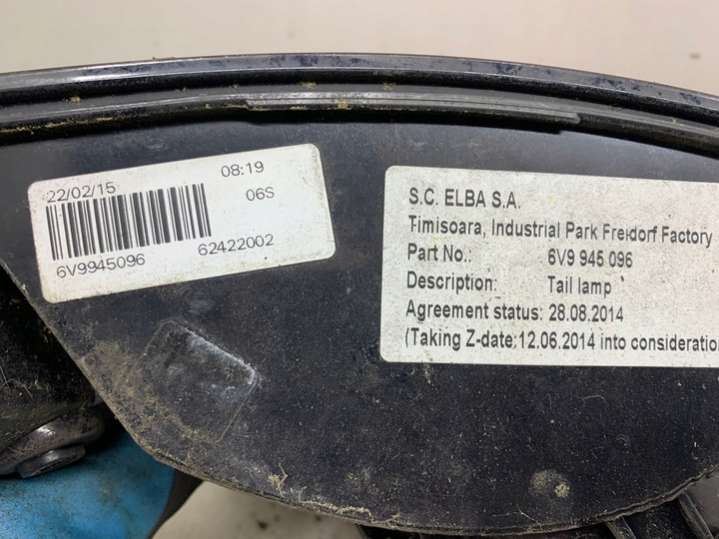 22/02/15 08:19
06S
6V9945096 62422002
S.C. ELBA S.A.
Timisoara, Industrial Park Freidorf Factory
Part No.: 6V9 945 096
Description: Tail lamp
Agreement status: 28.08.2014
(Taking Z-date:12.06.2014 into consideration